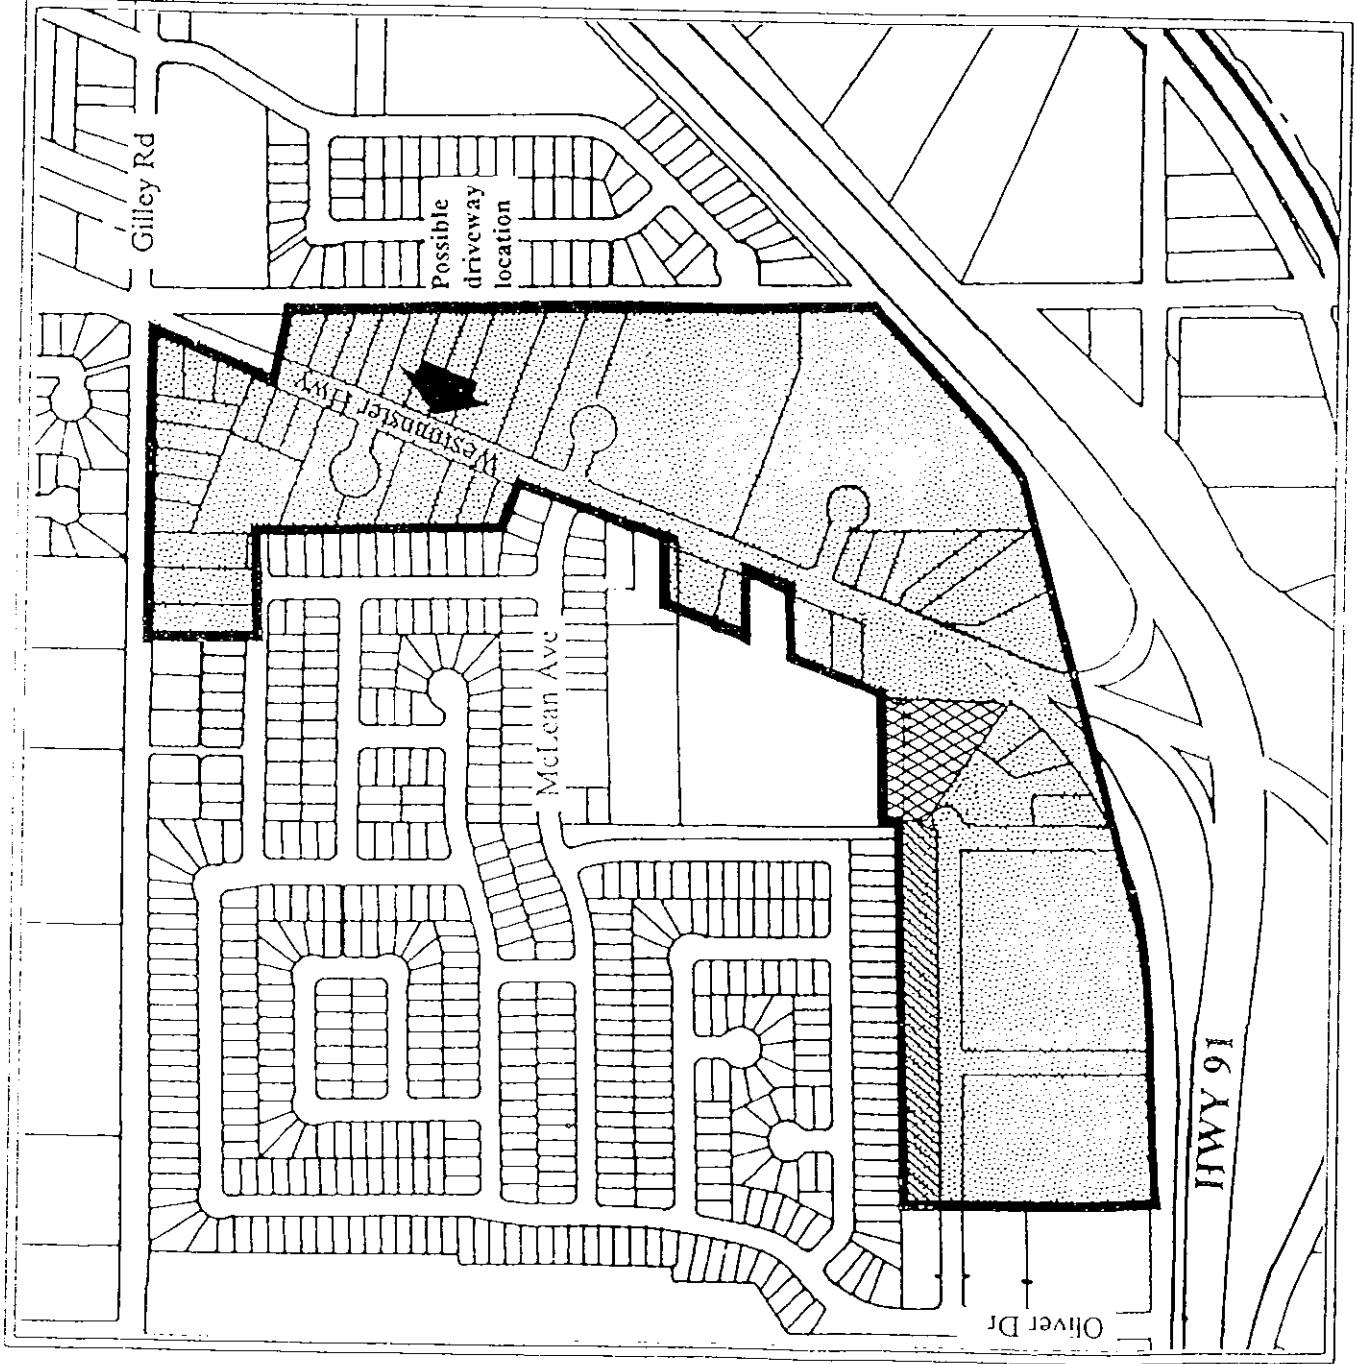 Gilley Rd
Possible
driveway
location
Westminster Hwy
McLean Ave
HWY 91
Oliver Dr